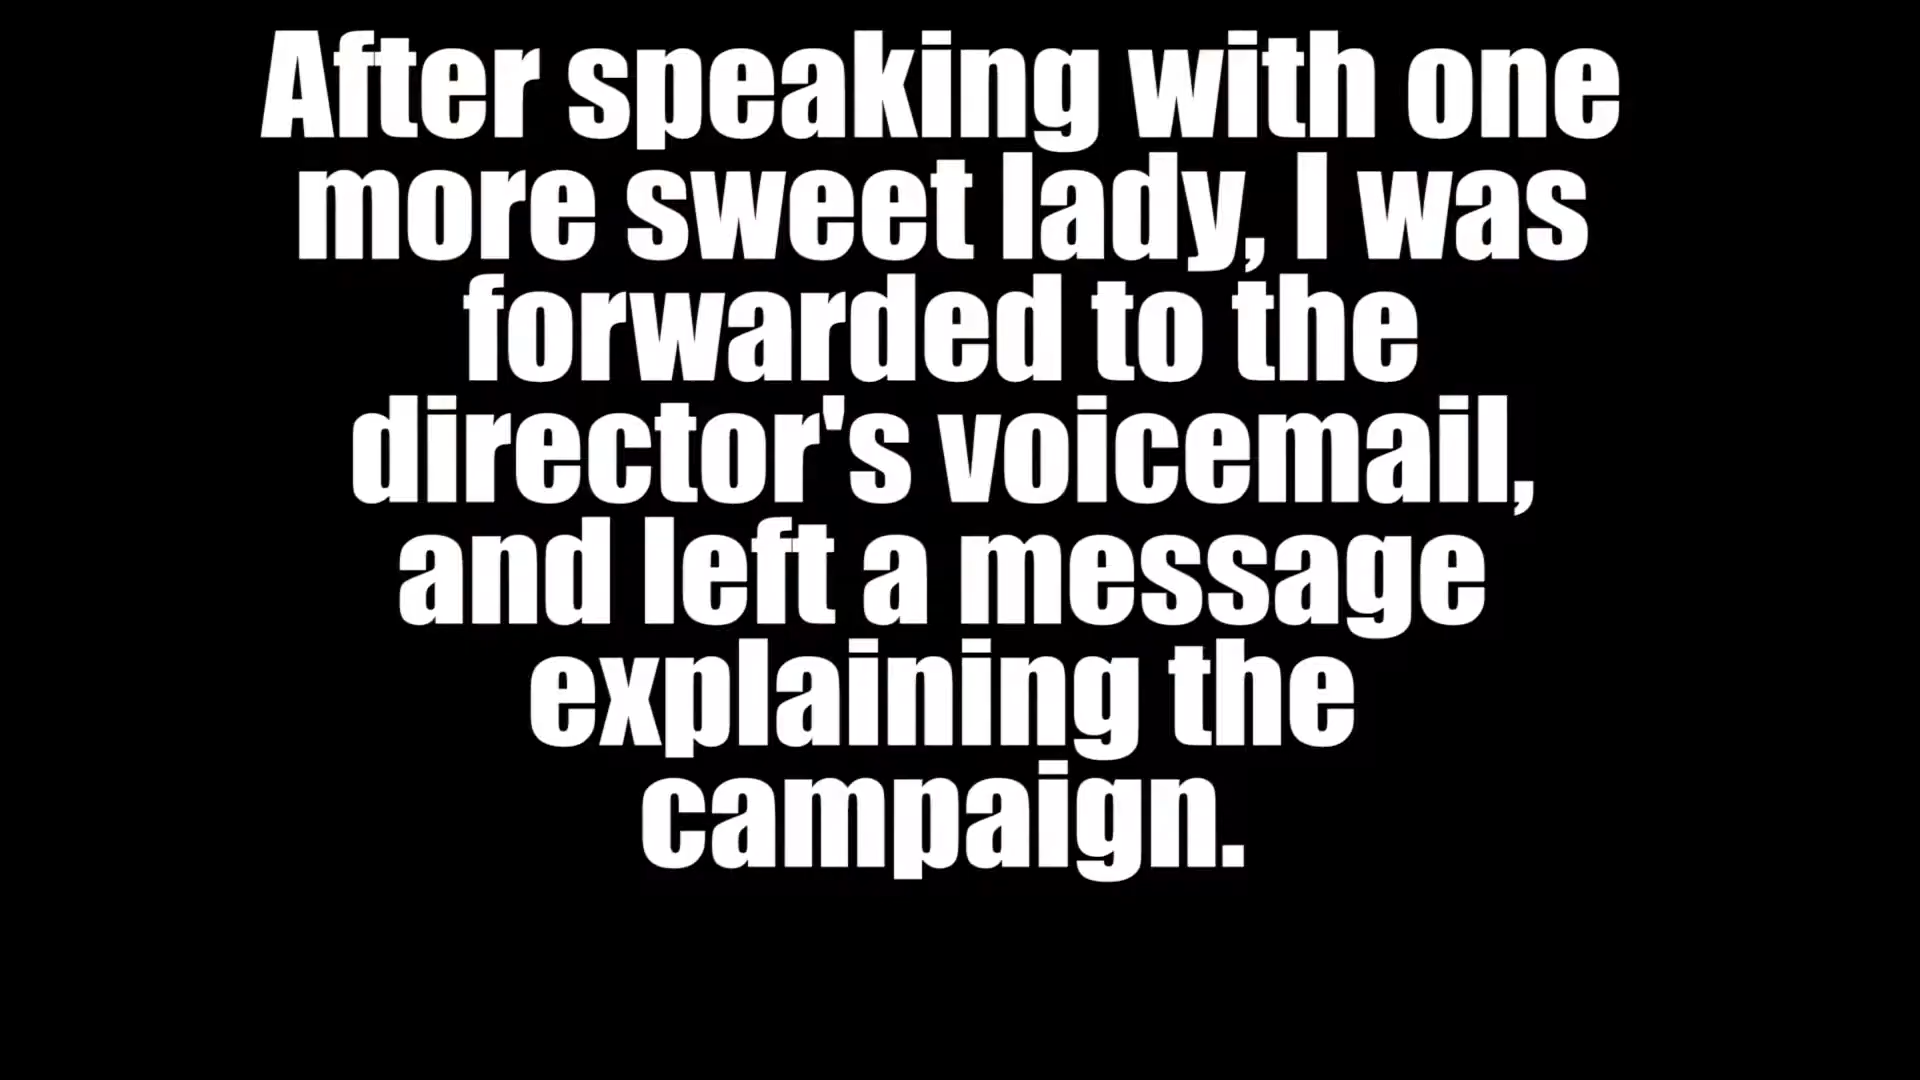 After speaking with one
more sweet lady, I was
forwarded to the
director's voicemail,
and left a message
explaining the
campaign.